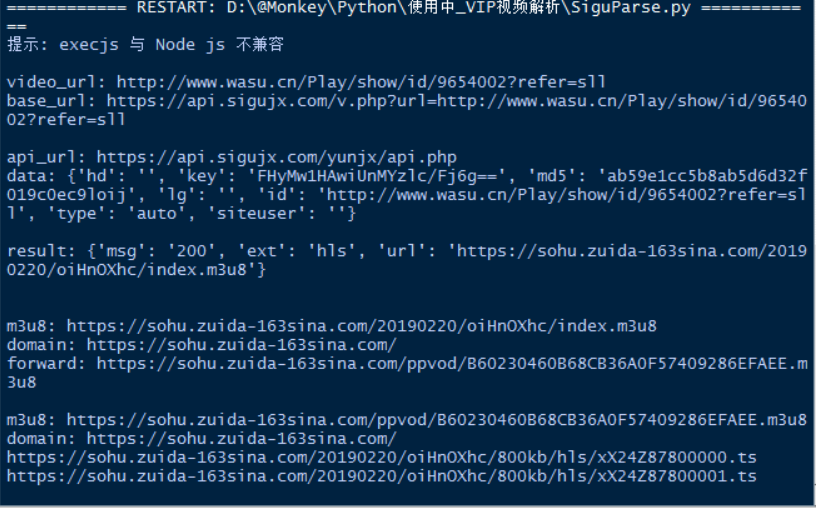 ============ RESTART: D:\@Monkey\Python\使用中_VIP视频解析\SiguParse.py ==========
==
提示: execjs 与 Node js 不兼容
video_url: http://www.wasu.cn/Play/show/id/9654002?refer=sll
base_url: https://api.sigujx.com/v.php?url=http://www.wasu.cn/Play/show/id/96540
02?refer=sll
api_url: https://api.sigujx.com/yunjx/api.php
data: {'hd': '', 'key': 'FHyMw1HAwiUnMYzlc/Fj6g==', 'md5': 'ab59e1cc5b8ab5d6d32f
019c0ec9loij', 'lg': '', 'id': 'http://www.wasu.cn/Play/show/id/9654002?refer=sl
l', 'type': 'auto', 'siteuser': ''}
result: {'msg': '200', 'ext': 'hls', 'url': 'https://sohu.zuida-163sina.com/2019
0220/oiHnOXhc/index.m3u8'}
m3u8: https://sohu.zuida-163sina.com/20190220/oiHnOXhc/index.m3u8
domain: https://sohu.zuida-163sina.com/
forward: https://sohu.zuida-163sina.com/ppvod/B60230460B68CB36A0F57409286EFAEE.m
3u8
m3u8: https://sohu.zuida-163sina.com/ppvod/B60230460B68CB36A0F57409286EFAEE.m3u8
domain: https://sohu.zuida-163sina.com/
https://sohu.zuida-163sina.com/20190220/oiHnOXhc/800kb/hls/xX24Z87800000.ts
https://sohu.zuida-163sina.com/20190220/oiHnOXhc/800kb/hls/xX24Z87800001.ts